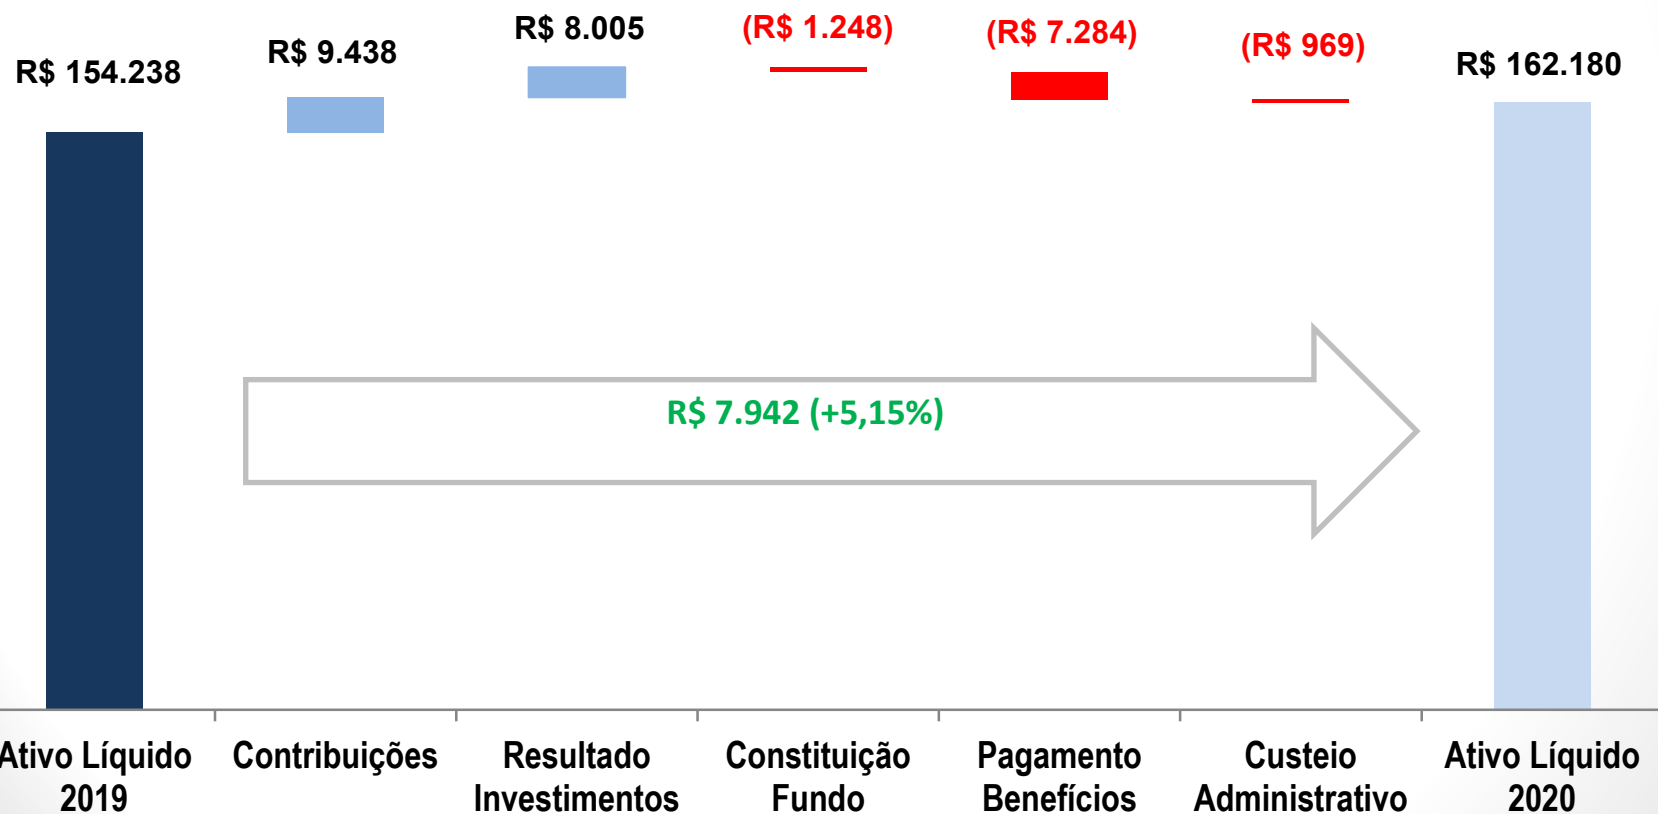 R$ 154.238
R$ 9.438
R$ 8.005
(R$ 1.248)
(R$ 7.284)
(R$ 969)
R$ 162.180
R$ 7.942 (+5,15%)
Ativo Líquido
2019
Contribuições
Resultado
Investimentos
Constituição
Fundo
Pagamento
Benefícios
Custeio
Administrativo
Ativo Líquido
2020